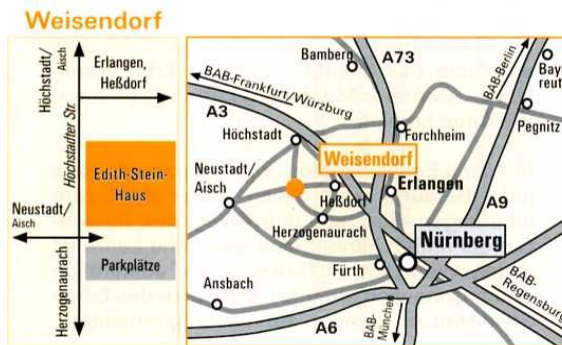 Weisendorf
Höchstadt/
Aisch
Erlangen,
Heßdorf
Höchstadter Str.
Edith-Stein-
Haus
Neustadt/
Aisch
Parkplätze
Herzogenaurach
Bamberg
A73
BAB-Berlin
Bay-
reut
BAB-Frankfurt/Würzburg
A3
Höchstadt
Forchheim
Pegnitz
Weisendorf
Neustadt/
Aisch
Heßdorf
Erlangen
A9
Herzogenaurach
Nürnberg
Fürth
Ansbach
BAB-
Regensburg
A6
BAB-
München